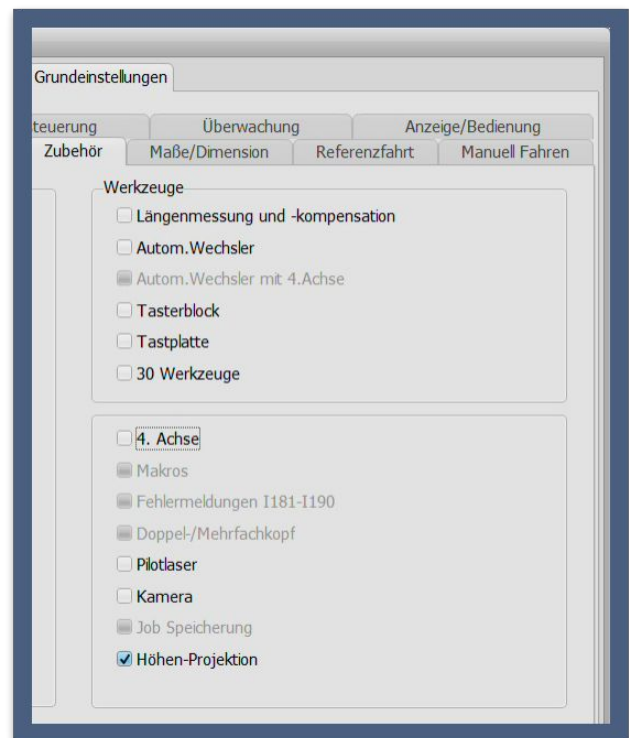 Grundeinstellungen
Überwachung
Anzeige/Bedienung
Zubehör
Maße/Dimension
Referenzfahrt
Manuell Fahren
Werkzeuge
Längenmessung und -kompensation
Autom.Wechsler
Autom.Wechsler mit 4.Achse
Tasterblock
Tastplatte
30 Werkzeuge
4. Achse
Makros
Fehlermeldungen I181-I190
Doppel-/Mehrfachkopf
Pilotlaser
Kamera
Job Speicherung
Höhen-Projektion